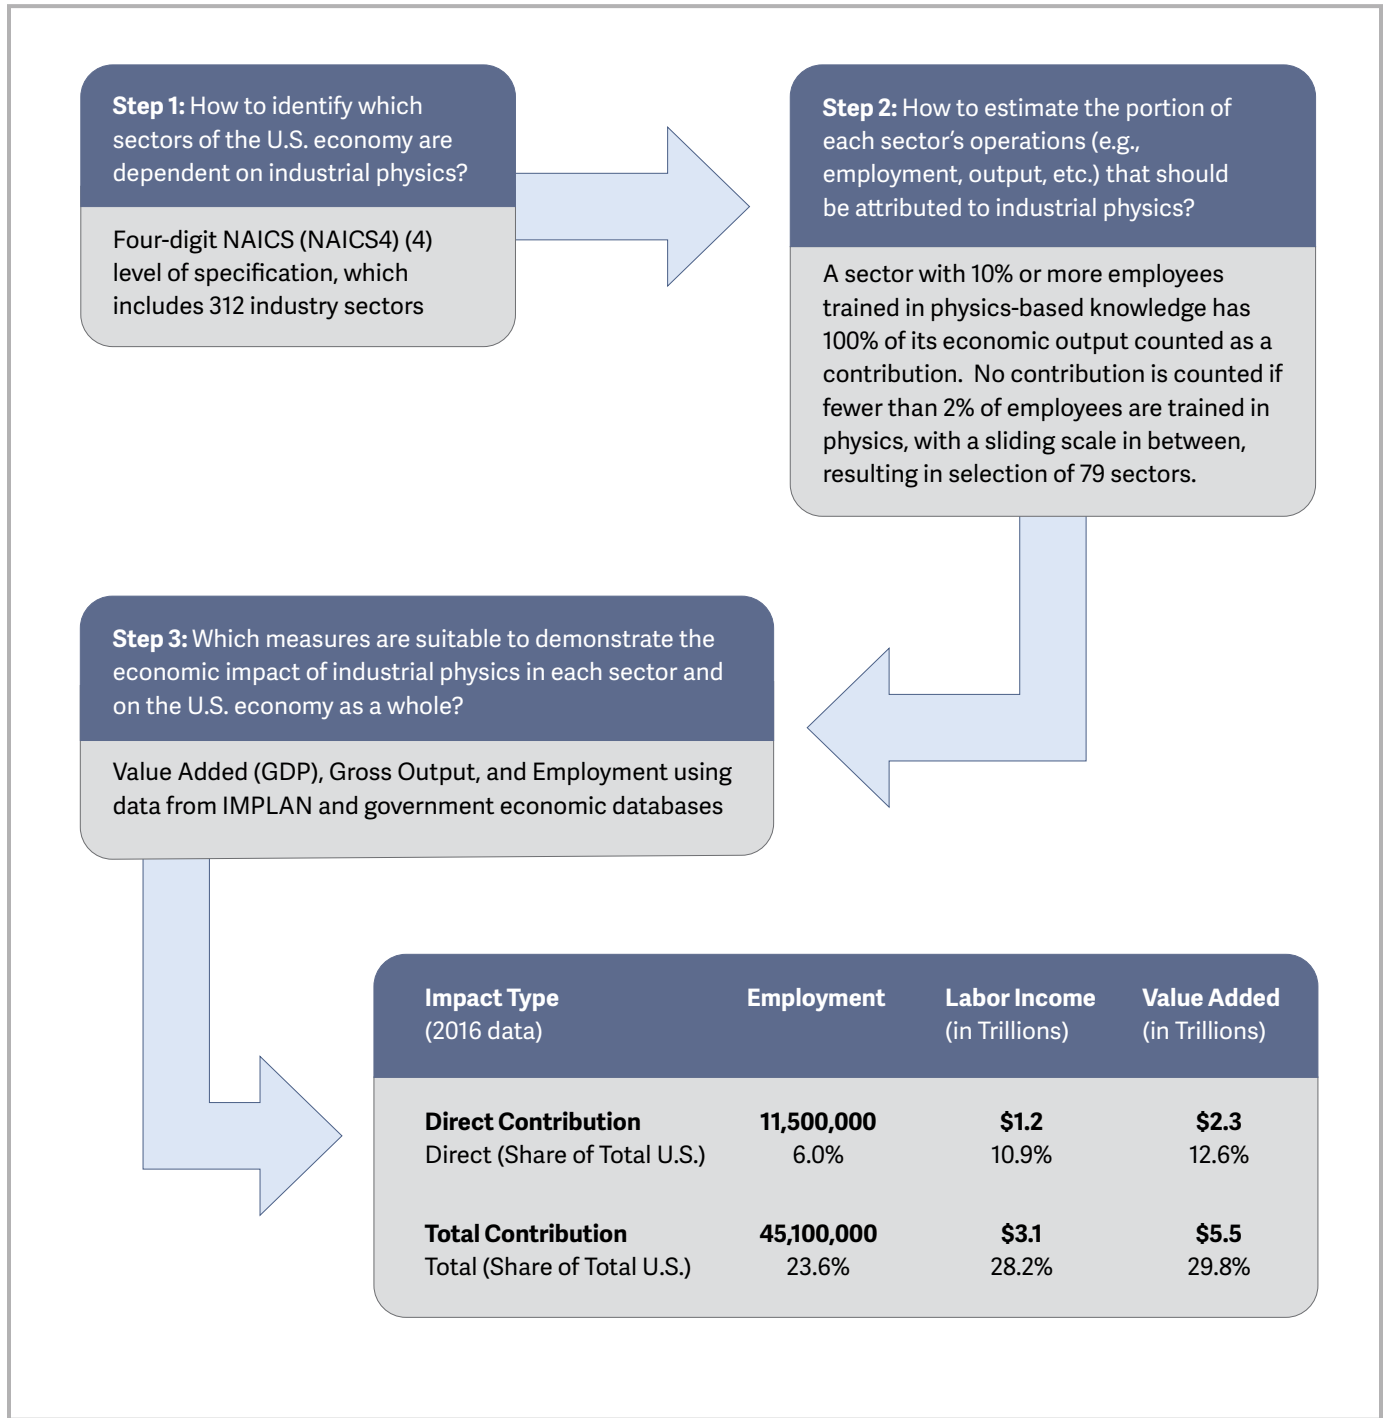 Step 1: How to identify which
sectors of the U.S. economy are
dependent on industrial physics?
Four-digit NAICS (NAICS4) (4)
level of specification, which
includes 312 industry sectors
Step 2: How to estimate the portion of
each sector’s operations (e.g.,
employment, output, etc.) that should
be attributed to industrial physics?
A sector with 10% or more employees
trained in physics-based knowledge has
100% of its economic output counted as a
contribution.  No contribution is counted if
fewer than 2% of employees are trained in
physics, with a sliding scale in between,
resulting in selection of 79 sectors.
Step 3: Which measures are suitable to demonstrate the
economic impact of industrial physics in each sector and
on the U.S. economy as a whole?
Value Added (GDP), Gross Output, and Employment using
data from IMPLAN and government economic databases
Impact Type Employment Labor Income Value Added
(2016 data) (in Trillions) (in Trillions)
Direct Contribution 11,500,000 $1.2 $2.3
Direct (Share of Total U.S.) 6.0% 10.9% 12.6%
Total Contribution 45,100,000 $3.1 $5.5
Total (Share of Total U.S.) 23.6% 28.2% 29.8%